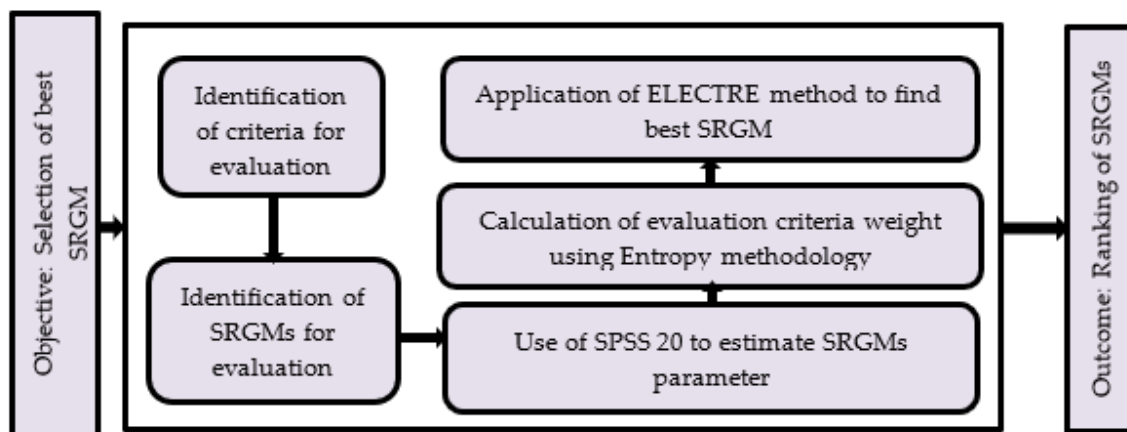 Objective: Selection of best
SRGM
Identification
of criteria for
evaluation
Identification of
SRGMs for
evaluation
Application of ELECTRE method to find
best SRGM
Calculation of evaluation criteria weight
using Entropy methodology
Use of SPSS 20 to estimate SRGMs
parameter
Outcome: Ranking of SRGMs